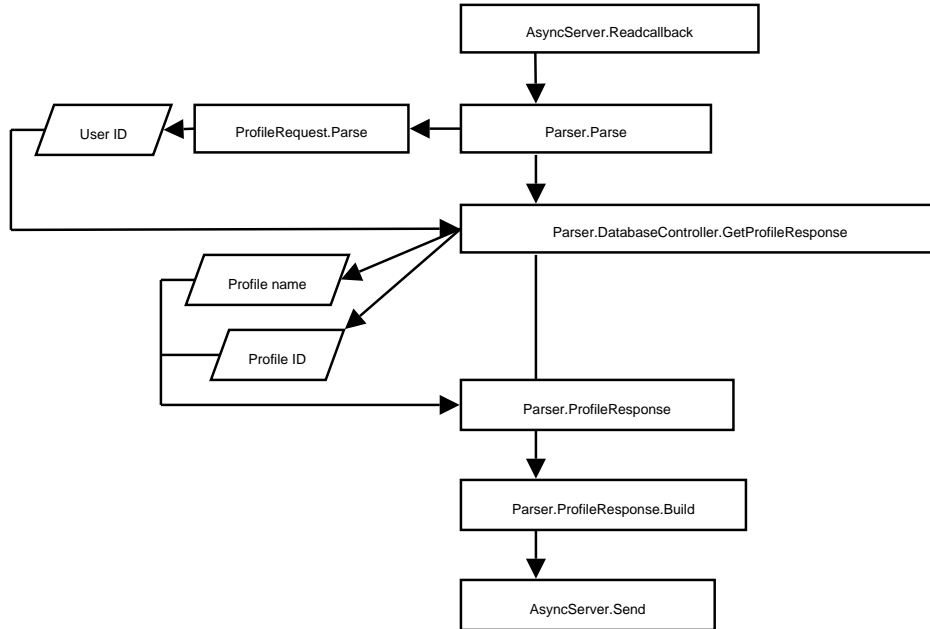 AsyncServer.Readcallback
User ID
ProfileRequest.Parse
Parser.Parse
Parser.DatabaseController.GetProfileResponse
Profile name
Profile ID
Parser.ProfileResponse
Parser.ProfileResponse.Build
AsyncServer.Send